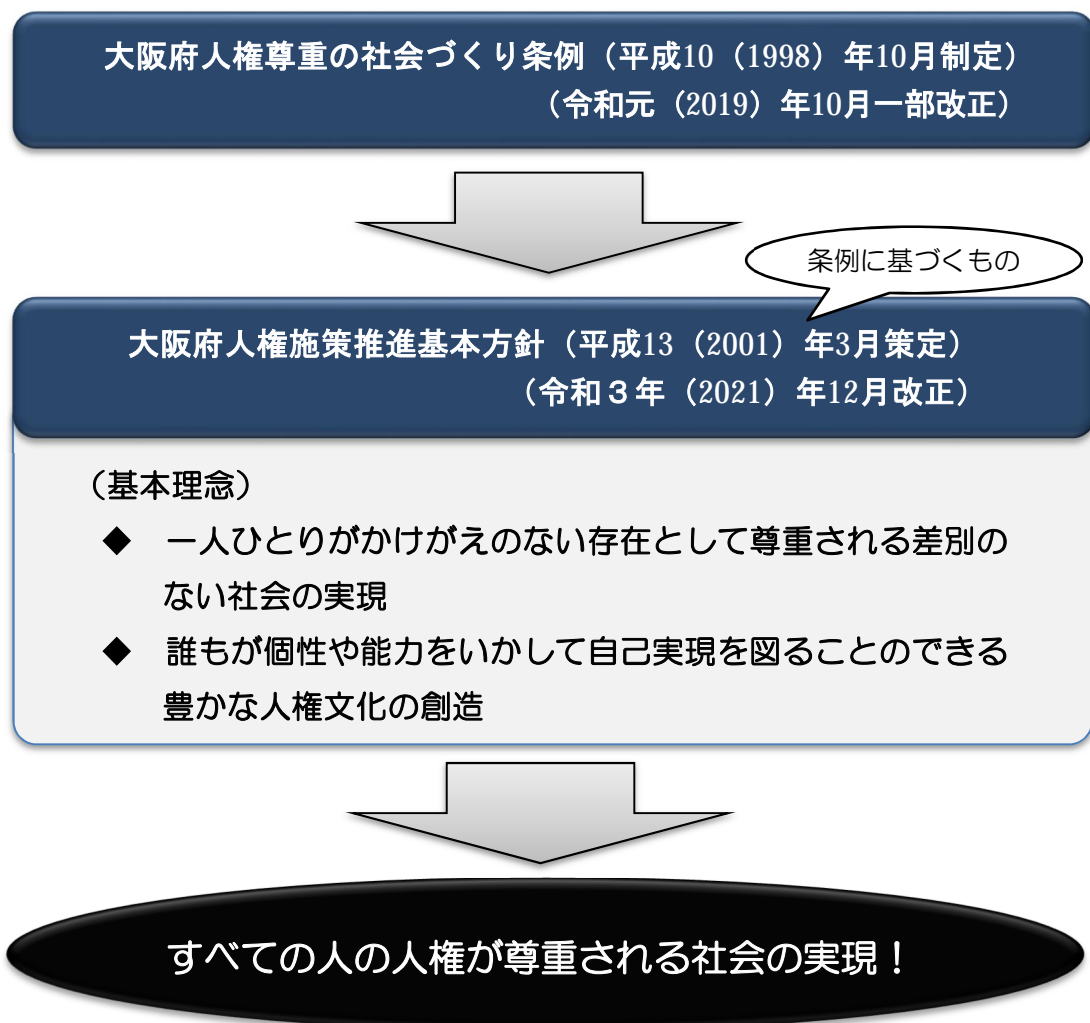 大阪府人権尊重の社会づくり条例（平成10（1998）年10月制定）
（令和元（2019）年10月一部改正）
条例に基づくもの
大阪府人権施策推進基本方針（平成13（2001）年3月策定）
（令和３年（2021）年12月改正）
（基本理念）
◆　一人ひとりがかけがえのない存在として尊重される差別の
ない社会の実現
◆　誰もが個性や能力をいかして自己実現を図ることのできる
豊かな人権文化の創造
すべての人の人権が尊重される社会の実現！